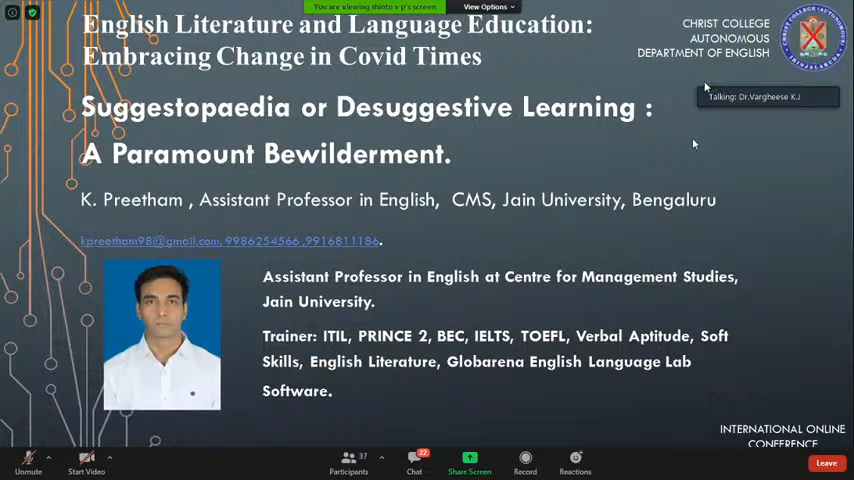 You are viewing shinto v p's screen
View Options
English Literature and Language Education:
Embracing Change in Covid Times
CHRIST COLLEGE
AUTONOMOUS
DEPARTMENT OF ENGLISH
Talking: Dr.Vargheese K.J
Suggestopaedia or Desuggestive Learning :
A Paramount Bewilderment.
K. Preetham , Assistant Professor in English, CMS, Jain University, Bengaluru
kpreetham98@gmail.com, 9986254566 ,9916811186.
Assistant Professor in English at Centre for Management Studies,
Jain University.
Trainer: ITIL, PRINCE 2, BEC, IELTS, TOEFL, Verbal Aptitude, Soft
Skills, English Literature, Globarena English Language Lab
Software.
INTERNATIONAL ONLINE
CONFERENCE
Unmute
Start Video
37
Participants
22
Chat
Share Screen
Record
Reactions
Leave